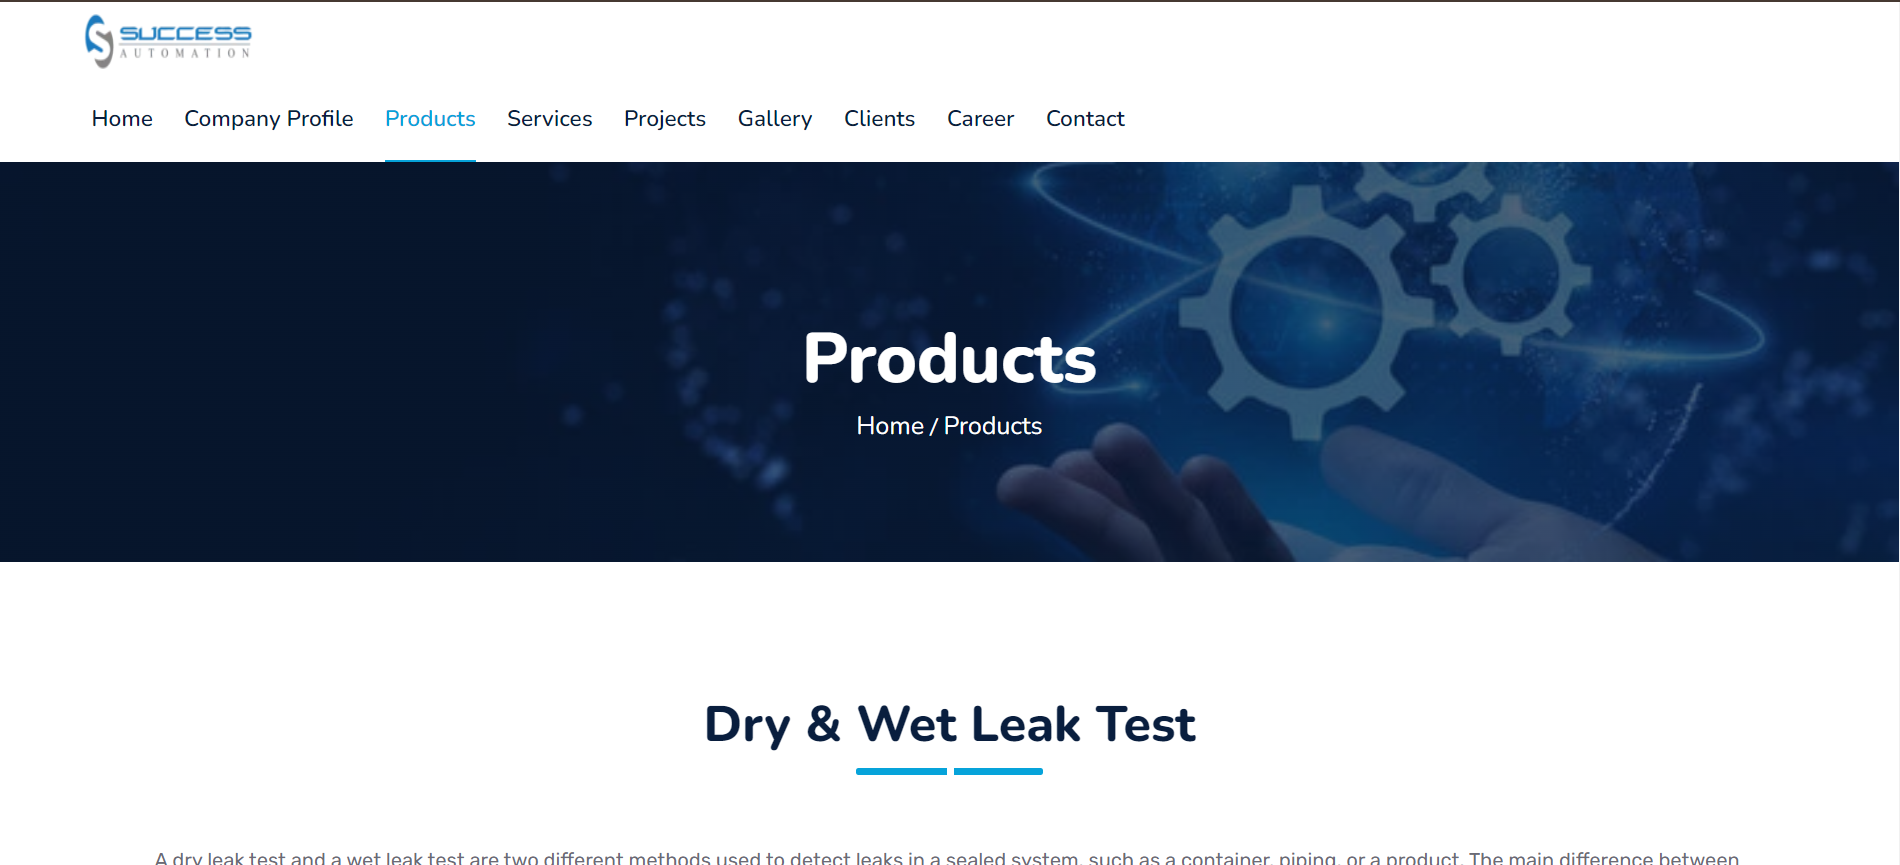 SUCCESS
AUTOMATION
Home Company Profile Products Services Projects Gallery Clients Career Contact
Products
Home / Products
Dry & Wet Leak Test
A dry leak test and a wet leak test are two different methods used to detect leaks in a sealed system, such as a container, piping, or a product. The main difference between